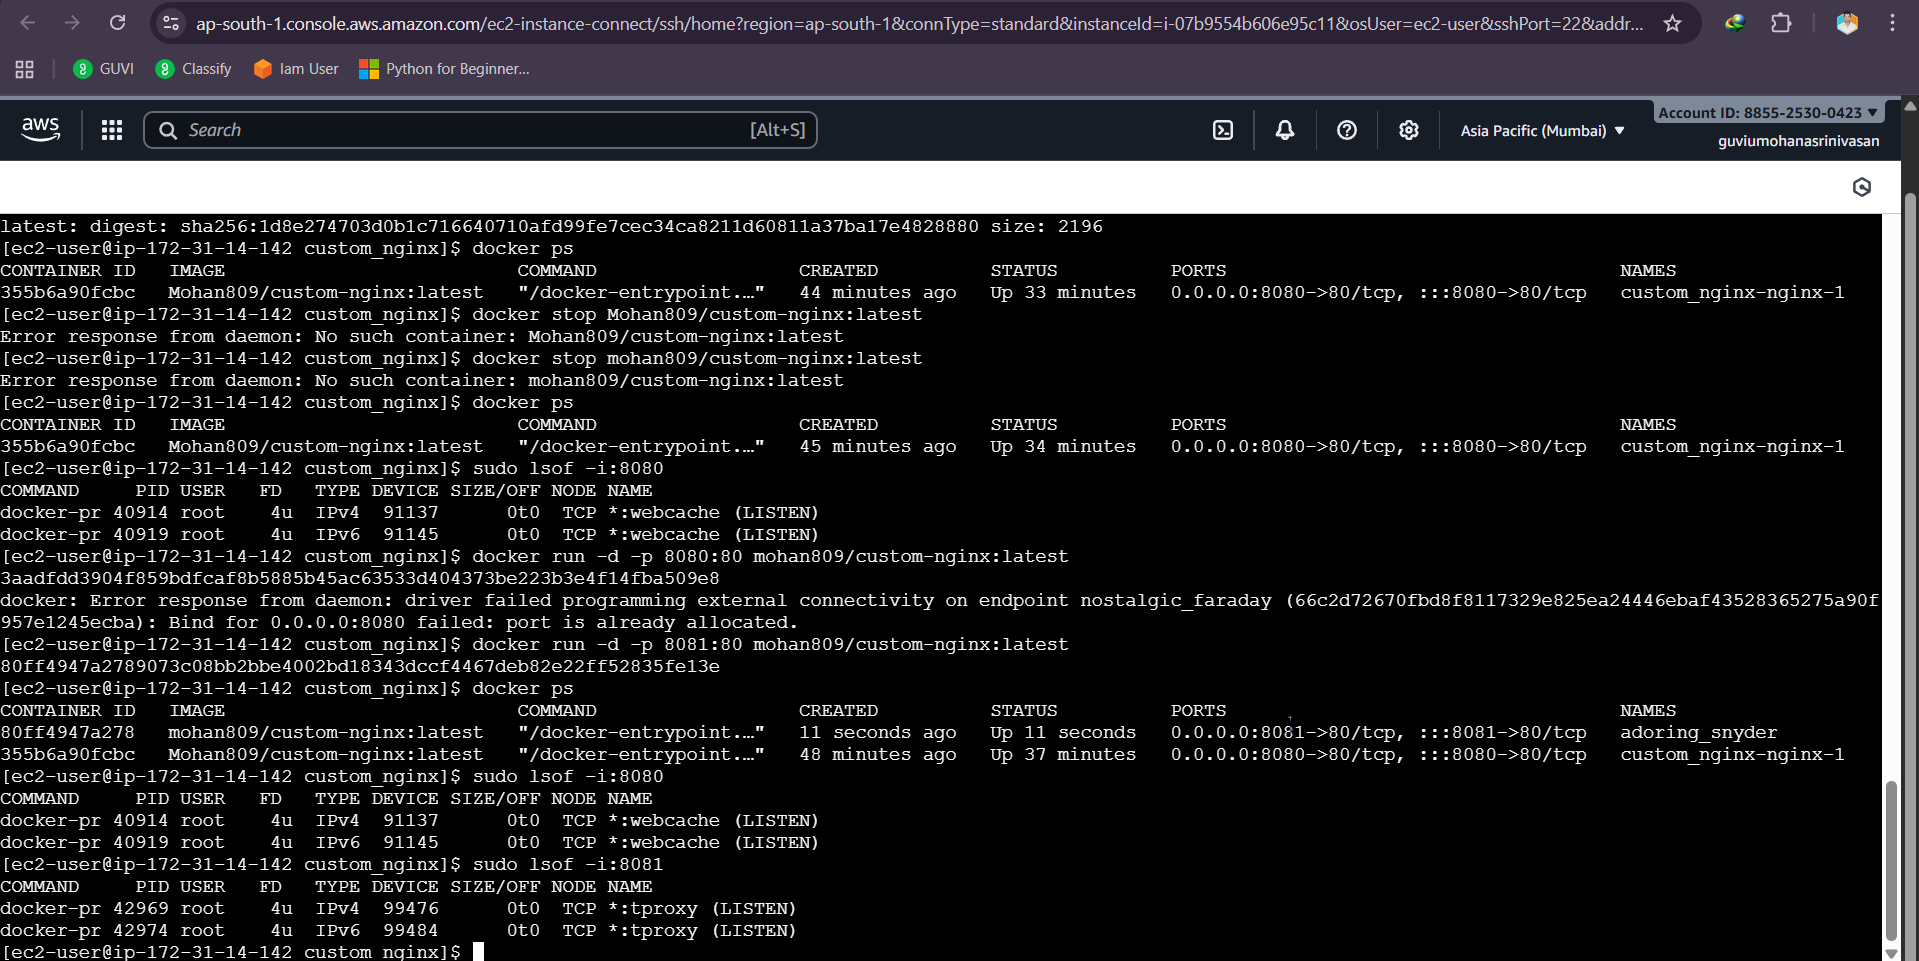 ap-south-1.console.aws.amazon.com/ec2-instance-connect/ssh/home?region=ap-south-1&connType=standard&instanceId=i-07b9554b606e95c11&osUser=ec2-user&sshPort=22&addr...
GUVI Classify Iam User Python for Beginner...
aws Search [Alt+S] Asia Pacific (Mumbai) ▼ Account ID: 8855-2530-0423 ▼
guviumohanasrinivasan
latest: digest: sha256:1d8e274703d0b1c716640710afd99fe7cec34ca8211d60811a37ba17e4828880 size: 2196
[ec2-user@ip-172-31-14-142 custom_nginx]$ docker ps
CONTAINER ID   IMAGE                          COMMAND                  CREATED          STATUS          PORTS                                   NAMES
355b6a90fcbc   Mohan809/custom-nginx:latest   "/docker-entrypoint.…"   44 minutes ago   Up 33 minutes   0.0.0.0:8080->80/tcp, :::8080->80/tcp   custom_nginx-nginx-1
[ec2-user@ip-172-31-14-142 custom_nginx]$ docker stop Mohan809/custom-nginx:latest
Error response from daemon: No such container: Mohan809/custom-nginx:latest
[ec2-user@ip-172-31-14-142 custom_nginx]$ docker stop mohan809/custom-nginx:latest
Error response from daemon: No such container: mohan809/custom-nginx:latest
[ec2-user@ip-172-31-14-142 custom_nginx]$ docker ps
CONTAINER ID   IMAGE                          COMMAND                  CREATED          STATUS          PORTS                                   NAMES
355b6a90fcbc   Mohan809/custom-nginx:latest   "/docker-entrypoint.…"   45 minutes ago   Up 34 minutes   0.0.0.0:8080->80/tcp, :::8080->80/tcp   custom_nginx-nginx-1
[ec2-user@ip-172-31-14-142 custom_nginx]$ sudo lsof -i:8080
COMMAND     PID USER   FD   TYPE DEVICE SIZE/OFF NODE NAME
docker-pr 40914 root    4u  IPv4  91137      0t0  TCP *:webcache (LISTEN)
docker-pr 40919 root    4u  IPv6  91145      0t0  TCP *:webcache (LISTEN)
[ec2-user@ip-172-31-14-142 custom_nginx]$ docker run -d -p 8080:80 mohan809/custom-nginx:latest
3aadfdd3904f859bdfcaf8b5885b45ac63533d404373be223b3e4f14fba509e8
docker: Error response from daemon: driver failed programming external connectivity on endpoint nostalgic_faraday (66c2d72670fbd8f8117329e825ea24446ebaf43528365275a90f
957e1245ecba): Bind for 0.0.0.0:8080 failed: port is already allocated.
[ec2-user@ip-172-31-14-142 custom_nginx]$ docker run -d -p 8081:80 mohan809/custom-nginx:latest
80ff4947a2789073c08bb2bbe4002bd18343dccf4467deb82e22ff52835fe13e
[ec2-user@ip-172-31-14-142 custom_nginx]$ docker ps
CONTAINER ID   IMAGE                          COMMAND                  CREATED          STATUS          PORTS                                   NAMES
80ff4947a278   mohan809/custom-nginx:latest   "/docker-entrypoint.…"   11 seconds ago   Up 11 seconds   0.0.0.0:8081->80/tcp, :::8081->80/tcp   adoring_snyder
355b6a90fcbc   Mohan809/custom-nginx:latest   "/docker-entrypoint.…"   48 minutes ago   Up 37 minutes   0.0.0.0:8080->80/tcp, :::8080->80/tcp   custom_nginx-nginx-1
[ec2-user@ip-172-31-14-142 custom_nginx]$ sudo lsof -i:8080
COMMAND     PID USER   FD   TYPE DEVICE SIZE/OFF NODE NAME
docker-pr 40914 root    4u  IPv4  91137      0t0  TCP *:webcache (LISTEN)
docker-pr 40919 root    4u  IPv6  91145      0t0  TCP *:webcache (LISTEN)
[ec2-user@ip-172-31-14-142 custom_nginx]$ sudo lsof -i:8081
COMMAND     PID USER   FD   TYPE DEVICE SIZE/OFF NODE NAME
docker-pr 42969 root    4u  IPv4  99476      0t0  TCP *:tproxy (LISTEN)
docker-pr 42974 root    4u  IPv6  99484      0t0  TCP *:tproxy (LISTEN)
[ec2-user@ip-172-31-14-142 custom_nginx]$